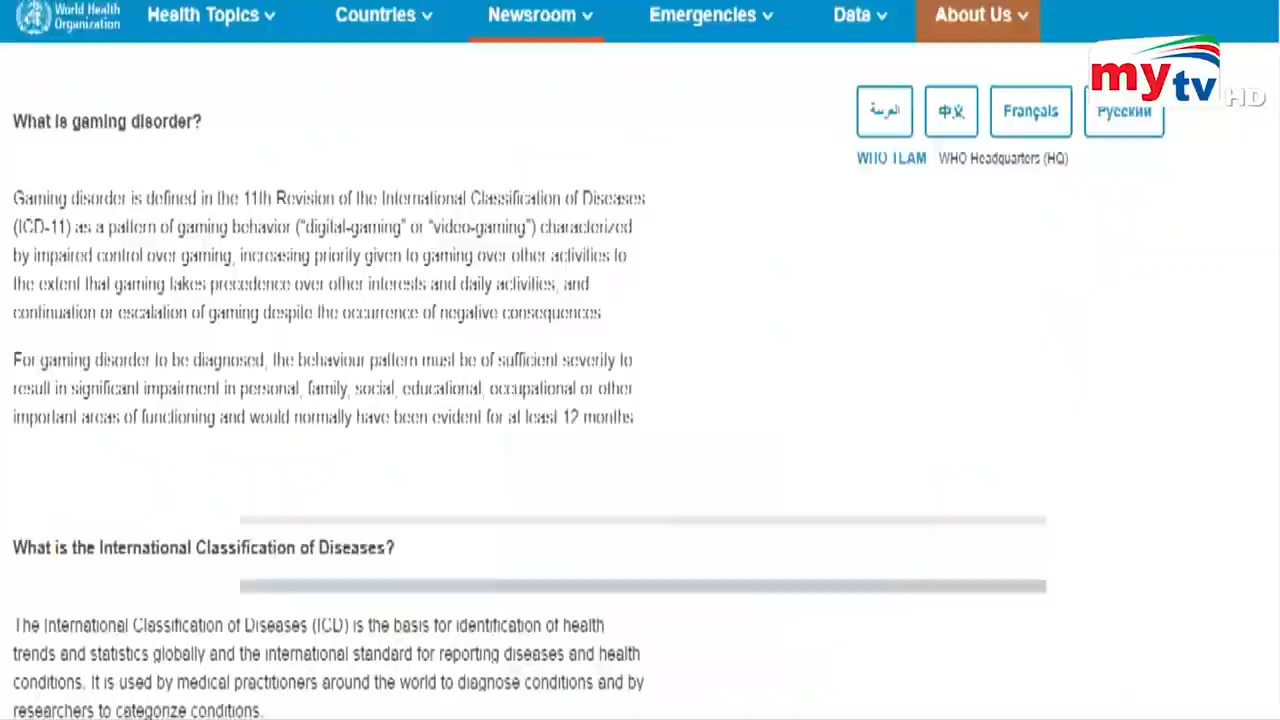 World Health
Organization
Health Topics
Countries
Newsroom
Emergencies
Data
About Us
mytv HD
العربية
中文
Français
Русский
WHO TEAM
WHO Headquarters (HQ)
What is gaming disorder?
Gaming disorder is defined in the 11th Revision of the International Classification of Diseases
(ICD-11) as a pattern of gaming behavior (“digital-gaming” or “video-gaming”) characterized
by impaired control over gaming, increasing priority given to gaming over other activities to
the extent that gaming takes precedence over other interests and daily activities, and
continuation or escalation of gaming despite the occurrence of negative consequences.
For gaming disorder to be diagnosed, the behaviour pattern must be of sufficient severity to
result in significant impairment in personal, family, social, educational, occupational or other
important areas of functioning and would normally have been evident for at least 12 months
What is the International Classification of Diseases?
The International Classification of Diseases (ICD) is the basis for identification of health
trends and statistics globally and the international standard for reporting diseases and health
conditions. It is used by medical practitioners around the world to diagnose conditions and by
researchers to categorize conditions.